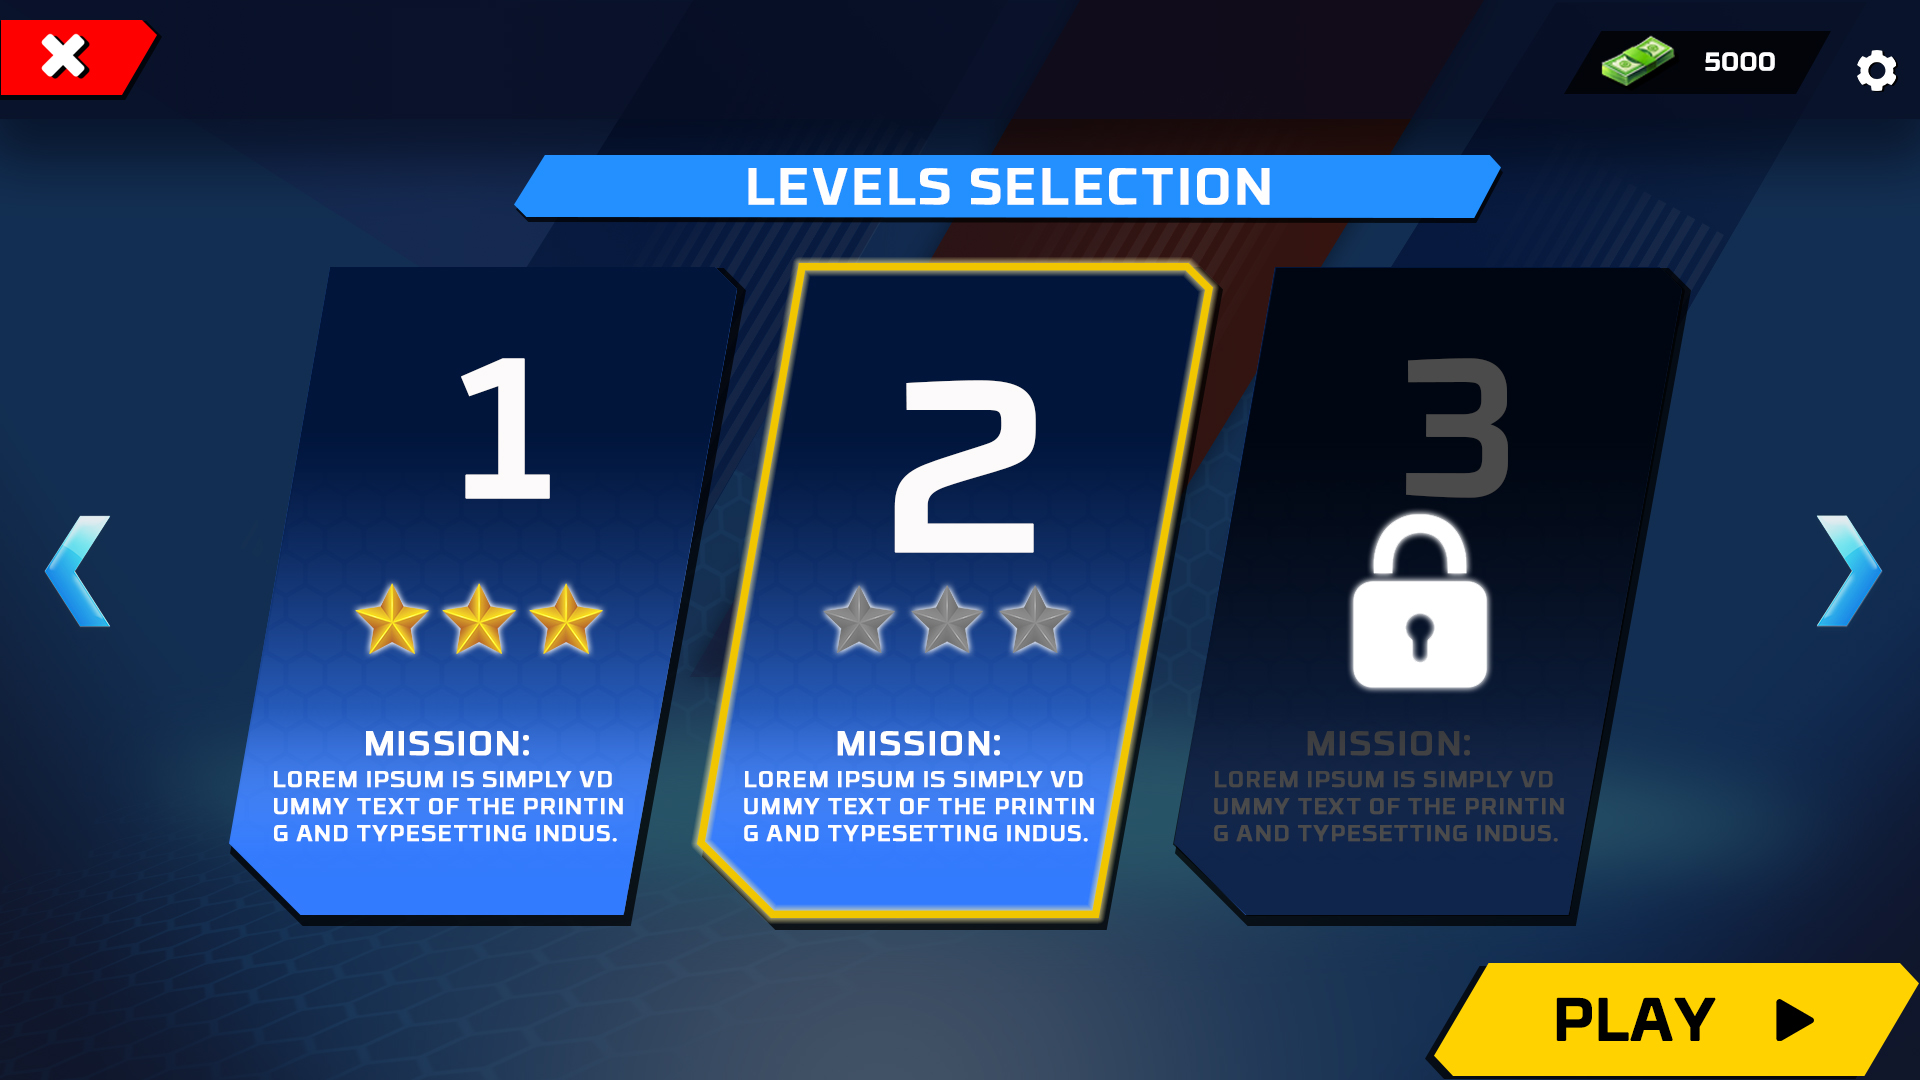 5000
LEVELS SELECTION
1
MISSION:
LOREM IPSUM IS SIMPLY VD
UMMY TEXT OF THE PRINTIN
G AND TYPESETTING INDUS.
2
MISSION:
LOREM IPSUM IS SIMPLY VD
UMMY TEXT OF THE PRINTIN
G AND TYPESETTING INDUS.
3
MISSION:
LOREM IPSUM IS SIMPLY VD
UMMY TEXT OF THE PRINTIN
G AND TYPESETTING INDUS.
PLAY